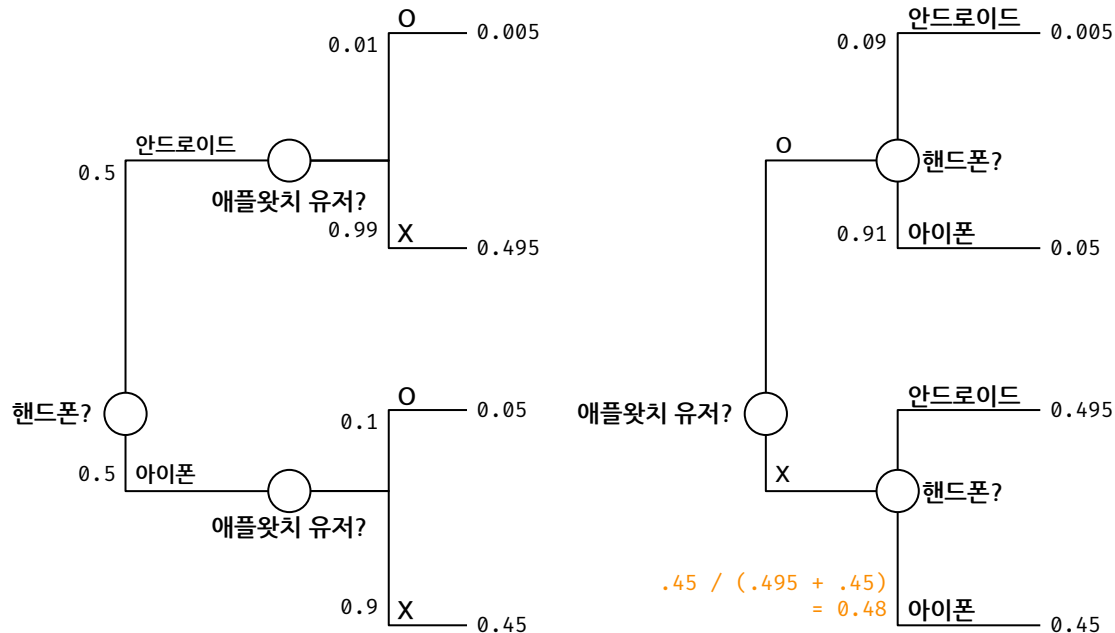 O
0.01
0.005
안드로이드
0.5
애플왓치 유저?
0.99
X
0.495
핸드폰?
0.5
아이폰
애플왓치 유저?
O
0.1
0.05
0.9
X
0.45
안드로이드
0.09
0.005
O
핸드폰?
0.91
아이폰
0.05
애플왓치 유저?
X
안드로이드
0.495
핸드폰?
.45 / (.495 + .45)
= 0.48
아이폰
0.45